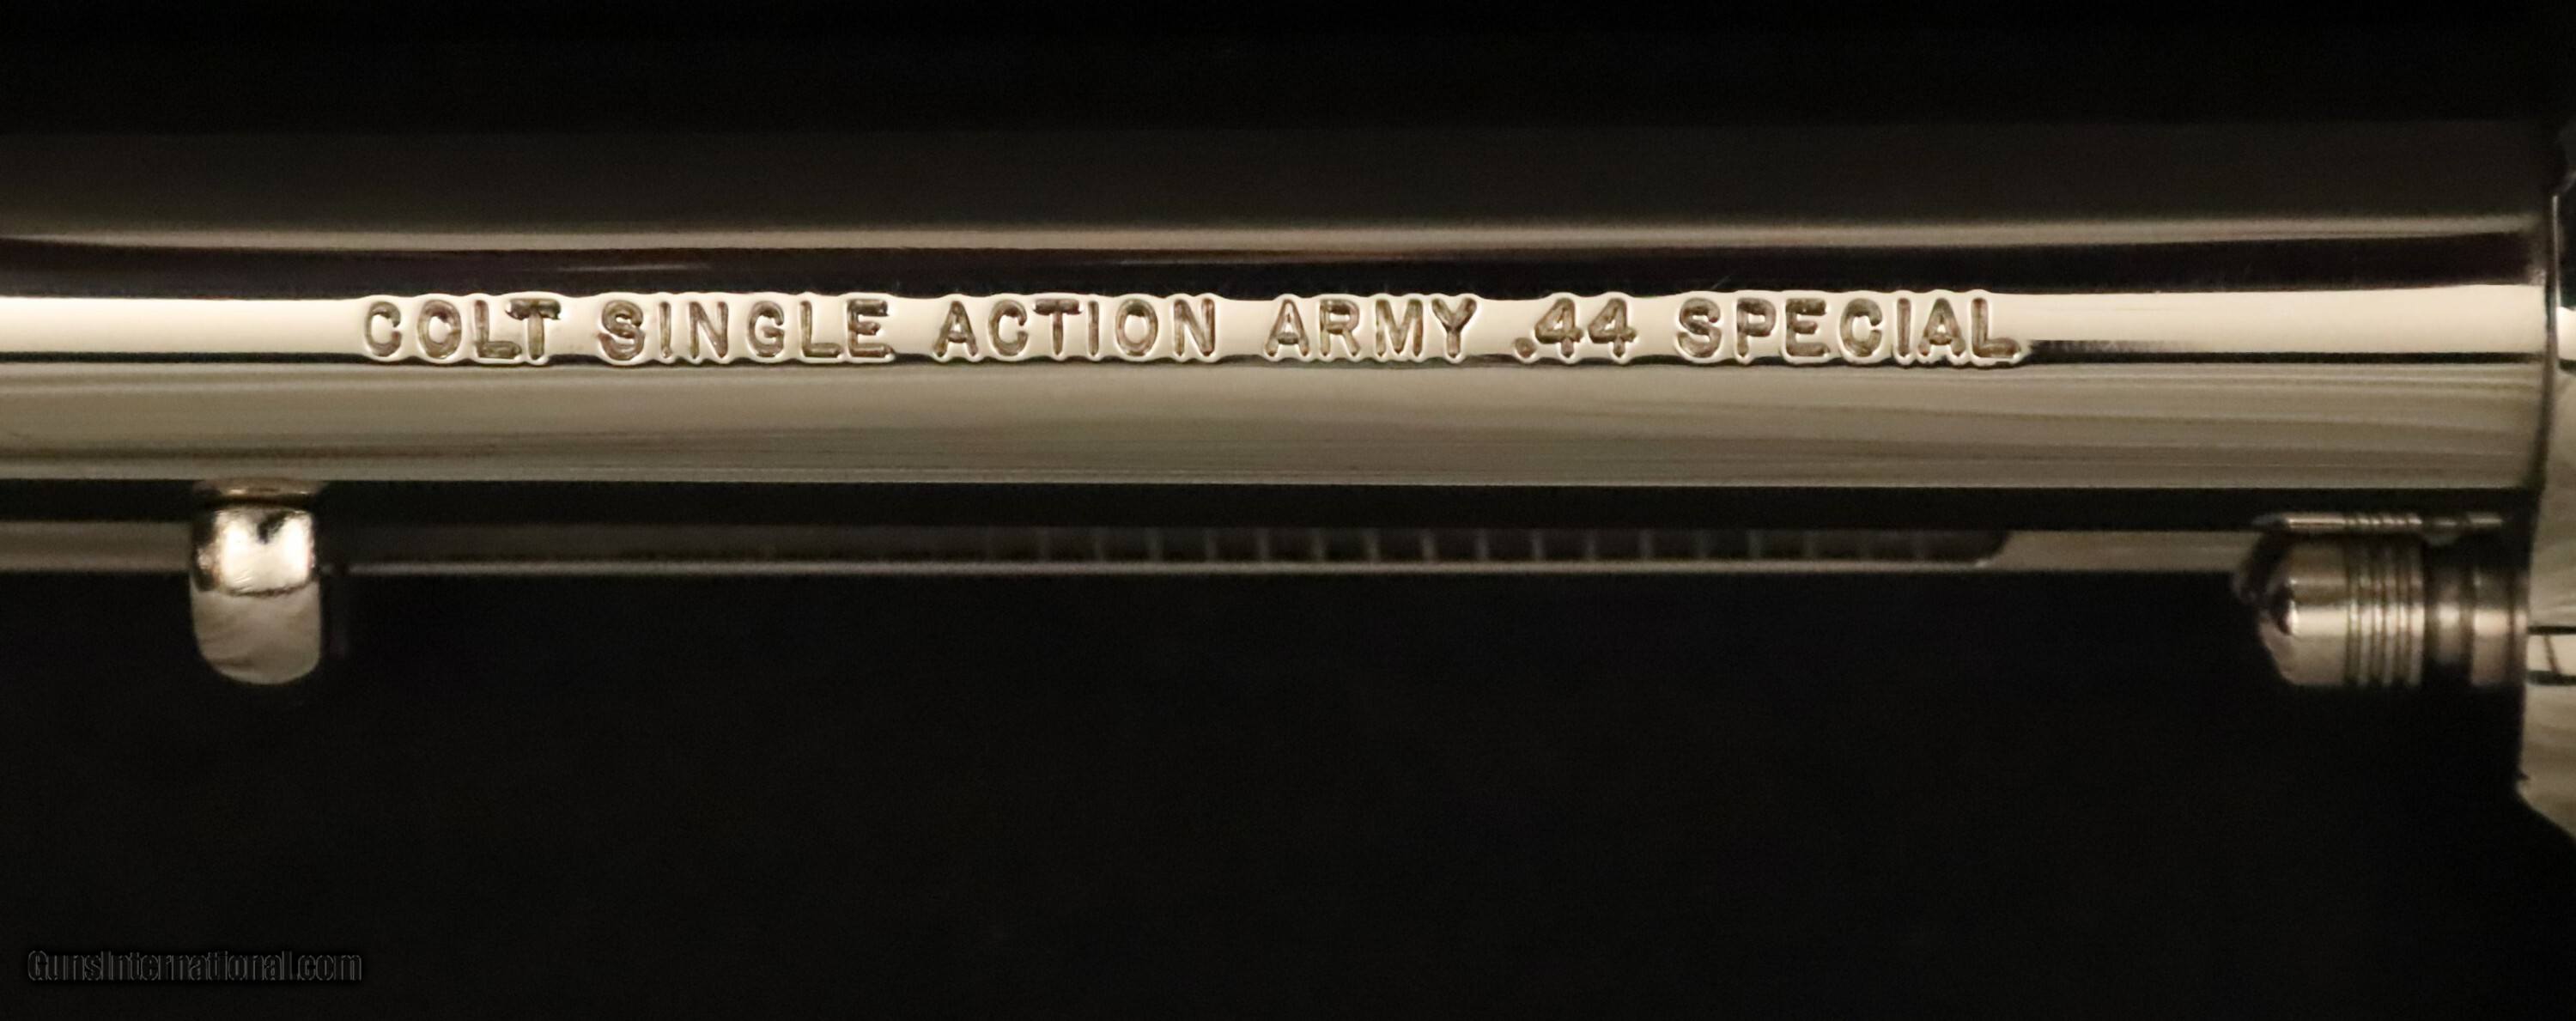 COLT SINGLE ACTION ARMY .44 SPECIAL
GunsInternational.com